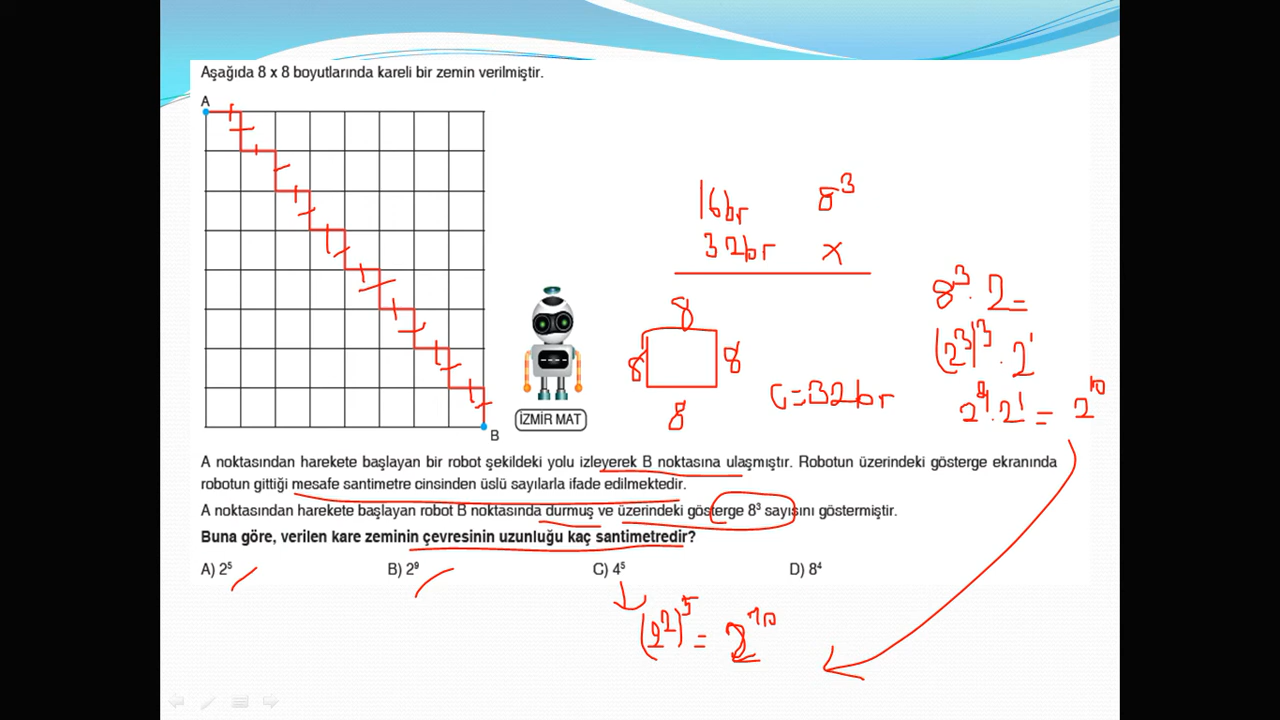 Aşağıda 8 x 8 boyutlarında kareli bir zemin verilmiştir.
A
B
İZMİR MAT
16br 8³
32br x
8
8 8
8
Ç=32br
8³.2=
(2³)³.2¹
2⁹.2¹=2¹⁰
A noktasından harekete başlayan bir robot şekildeki yolu izleyerek B noktasına ulaşmıştır. Robotun üzerindeki gösterge ekranında
robotun gittiği mesafe santimetre cinsinden üslü sayılarla ifade edilmektedir.
A noktasından harekete başlayan robot B noktasında durmuş ve üzerindeki gösterge 8³ sayısını göstermiştir.
Buna göre, verilen kare zeminin çevresinin uzunluğu kaç santimetredir?
A) 2⁵ B) 2⁹ C) 4⁵ D) 8⁴
(2²)⁵=2¹⁰